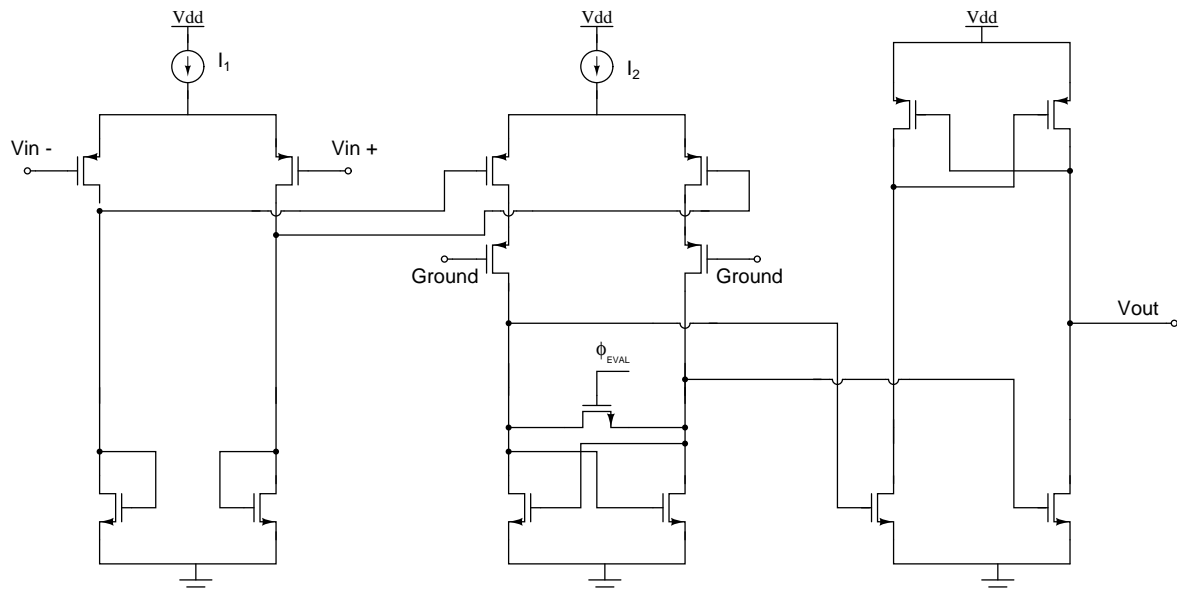 Vdd
Vdd
Vdd
I1
I2
Vin -
Vin +
Ground
Ground
Vout
ϕEVAL